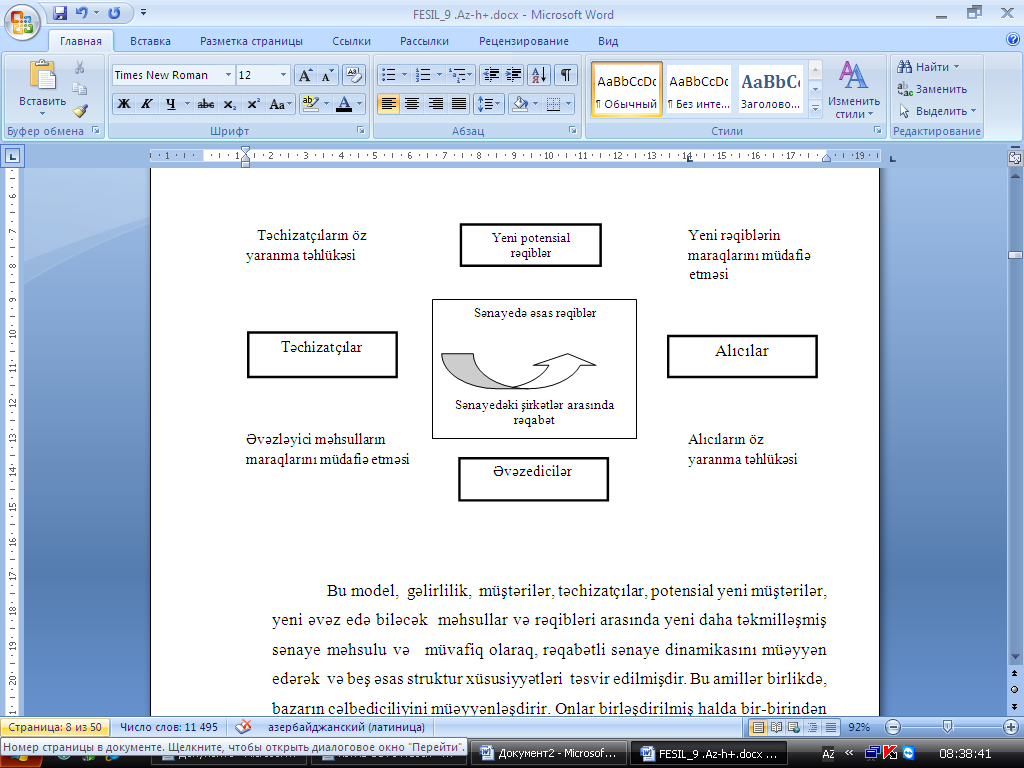 FESIL_9 .Az-h+.docx - Microsoft Word
Главная Вставка Разметка страницы Ссылки Рассылки Рецензирование Вид
Вставить
Times New Roman 12
Ж К Ч abc x₂ x² Aa
AaBbCcDc AaBbCcDc AaBbC
¶ Обычный ¶ Без инте... Заголово...
Изменить стили
Найти
Заменить
Выделить
Буфер обмена Шрифт Абзац Стили Редактирование
Təchizatçıların öz
yaranma təhlükəsi
Yeni potensial
rəqiblər
Yeni rəqiblərin
maraqlarını müdafiə
etməsi
Sənayedə əsas rəqiblər
Təchizatçılar
Alıcılar
Sənayedəki şirkətlər arasında
rəqabət
Əvəzləyici məhsulların
maraqlarını müdafiə etməsi
Alıcıların öz
yaranma təhlükəsi
Əvəzedicilər
Bu model, gəlirlilik, müştərilər, təchizatçılar, potensial yeni müştərilər,
yeni əvəz edə biləcək məhsullar və rəqibləri arasında yeni daha təkmilləşmiş
sənaye məhsulu və müvafiq olaraq, rəqabətli sənaye dinamikasını müəyyən
edərək və beş əsas struktur xüsusiyyətləri təsvir edilmişdir. Bu amillər birlikdə,
bazarın cəlbediciliyini müəyyənləşdirir. Onlar birləşdirilmiş halda bir-birindən
Страница: 8 из 50 Число слов: 11 495 азербайджанский (латиница) 92%
Номер страницы в документе. Щелкните, чтобы открыть диалоговое окно "Перейти".
Документ2 - Microsof... FESIL_9 .Az-h+.docx ... AZ 08:38:41